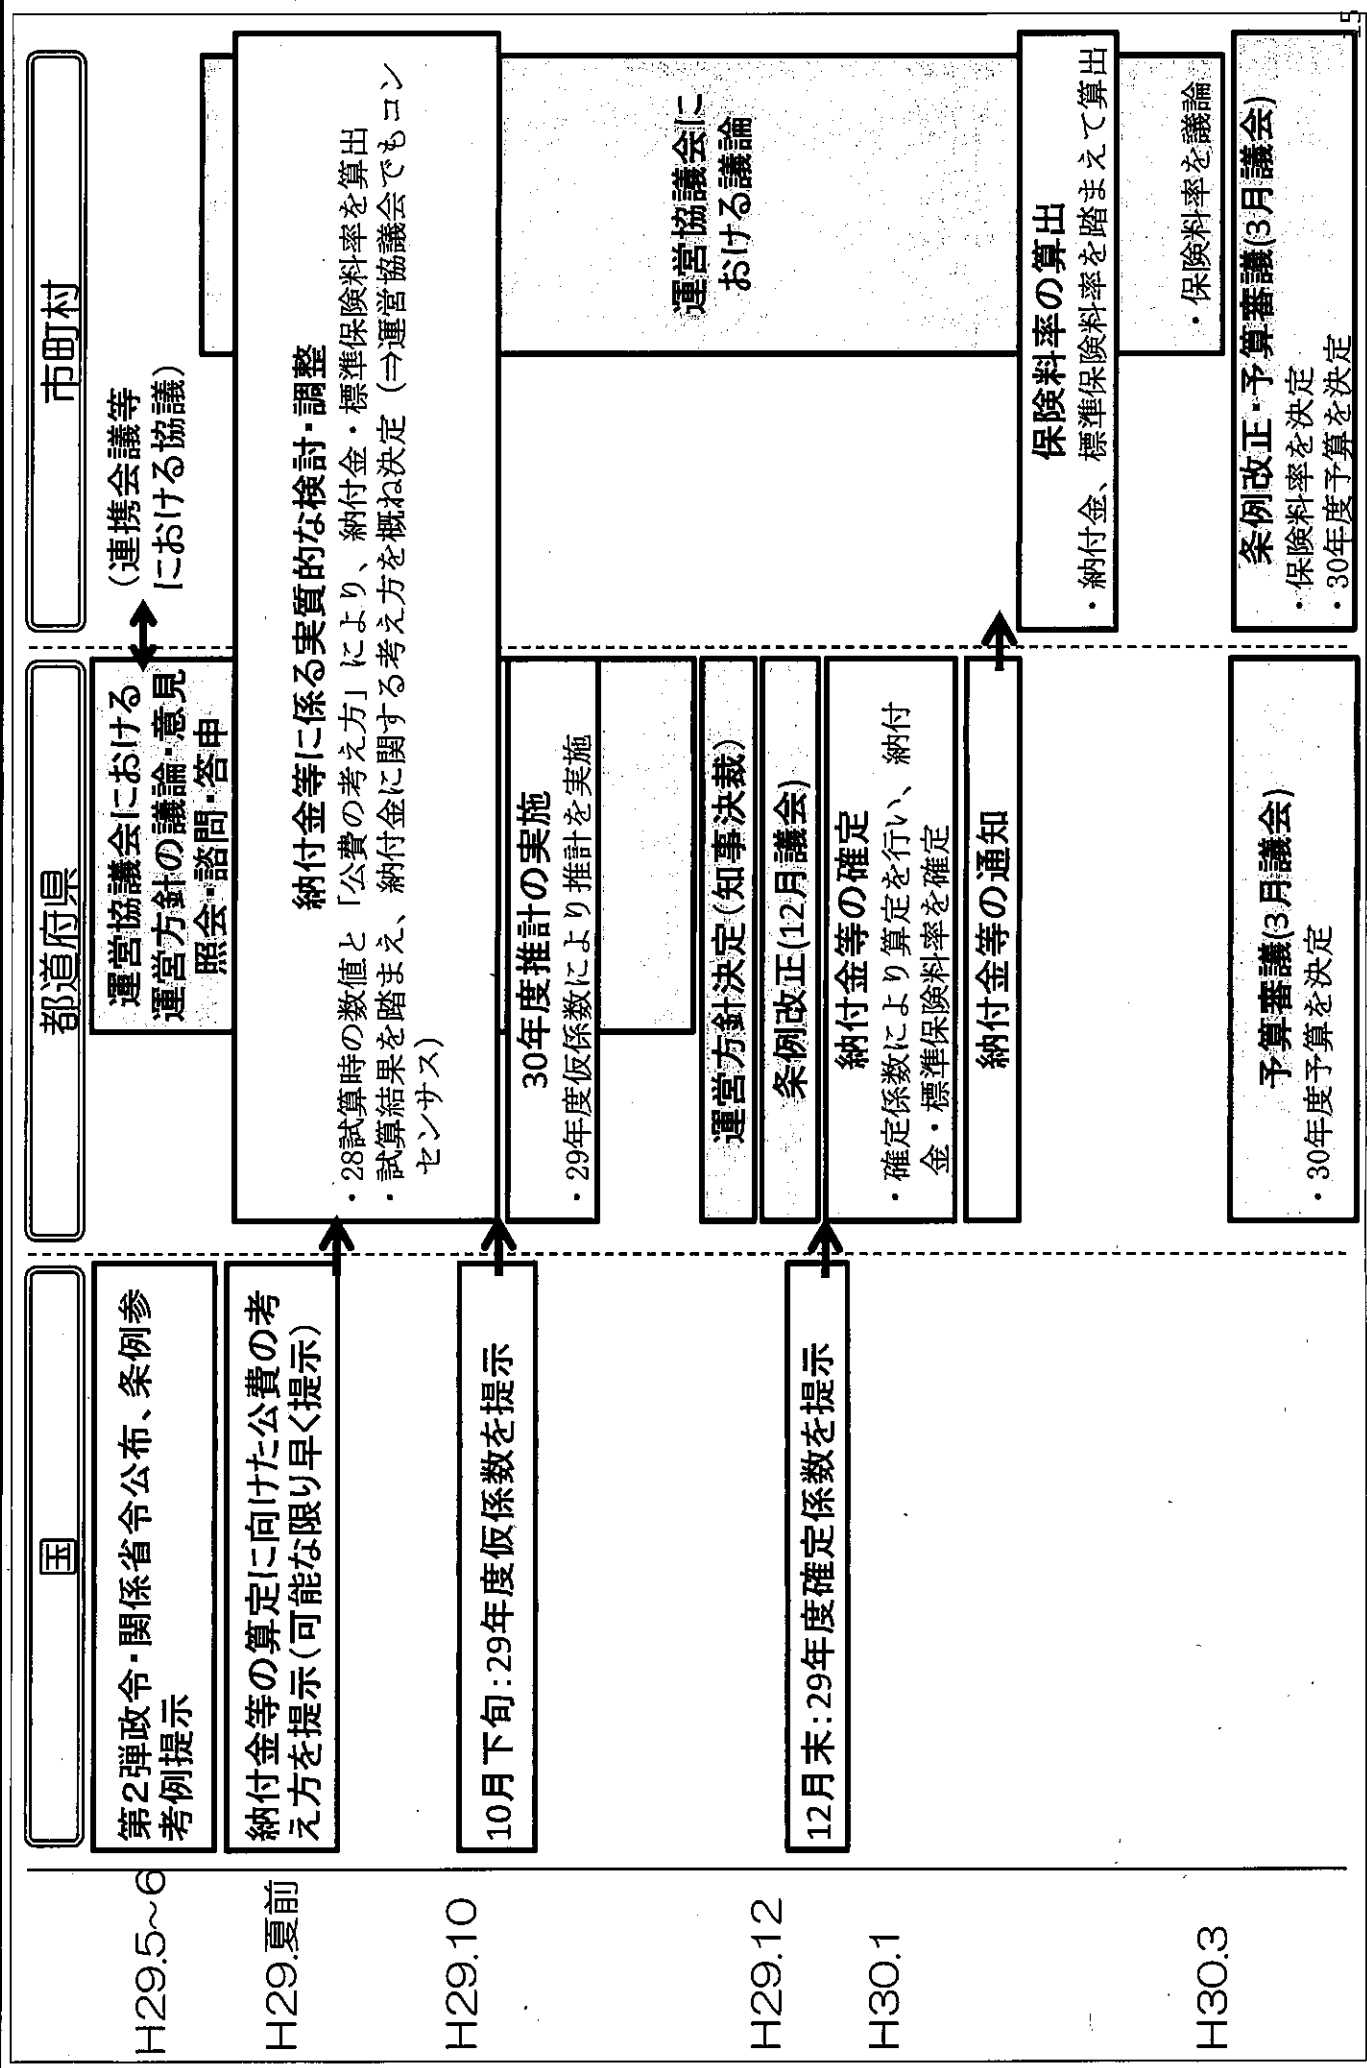 国
都道府県
市町村
H29.5~6
第2弾政令・関係省令公布、条例参
考例提示
運営協議会における
運営方針の議論・意見
照会・諮問・答申
(連携会議等
における協議)
H29.夏前
納付金等の算定に向けた公費の考
え方を提示(可能な限り早く提示)
納付金等に係る実質的な検討・調整
・28試算時の数値と「公費の考え方」により、納付金・標準保険料率を算出
・試算結果を踏まえ、納付金に関する考え方を概ね決定(⇒運営協議会でもコン
センサス)
H29.10
10月下旬:29年度仮係数を提示
30年度推計の実施
・29年度仮係数により推計を実施
運営協議会に
おける議論
運営方針決定(知事決裁)
H29.12
条例改正(12月議会)
12月末:29年度確定係数を提示
H30.1
納付金等の確定
・確定係数により算定を行い、納付
金・標準保険料率を確定
納付金等の通知
保険料率の算出
・納付金、標準保険料率を踏まえて算出
・保険料率を議論
H30.3
予算審議(3月議会)
・30年度予算を決定
条例改正・予算審議(3月議会)
・保険料率を決定
・30年度予算を決定